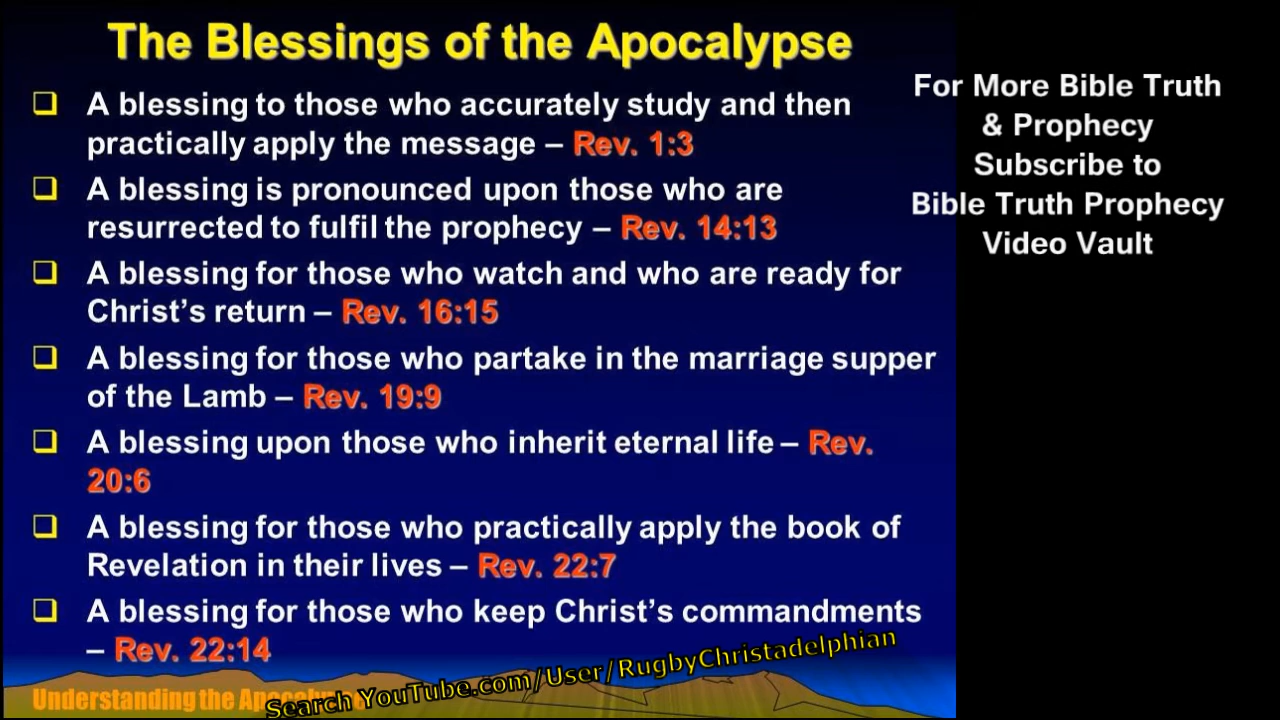 The Blessings of the Apocalypse
❑ A blessing to those who accurately study and then
practically apply the message – Rev. 1:3
❑ A blessing is pronounced upon those who are
resurrected to fulfil the prophecy – Rev. 14:13
❑ A blessing for those who watch and who are ready for
Christ’s return – Rev. 16:15
❑ A blessing for those who partake in the marriage supper
of the Lamb – Rev. 19:9
❑ A blessing upon those who inherit eternal life – Rev.
20:6
❑ A blessing for those who practically apply the book of
Revelation in their lives – Rev. 22:7
❑ A blessing for those who keep Christ’s commandments
– Rev. 22:14
For More Bible Truth
& Prophecy
Subscribe to
Bible Truth Prophecy
Video Vault
Understanding the Apocalypse
Search YouTube.com/User/RugbyChristadelphian